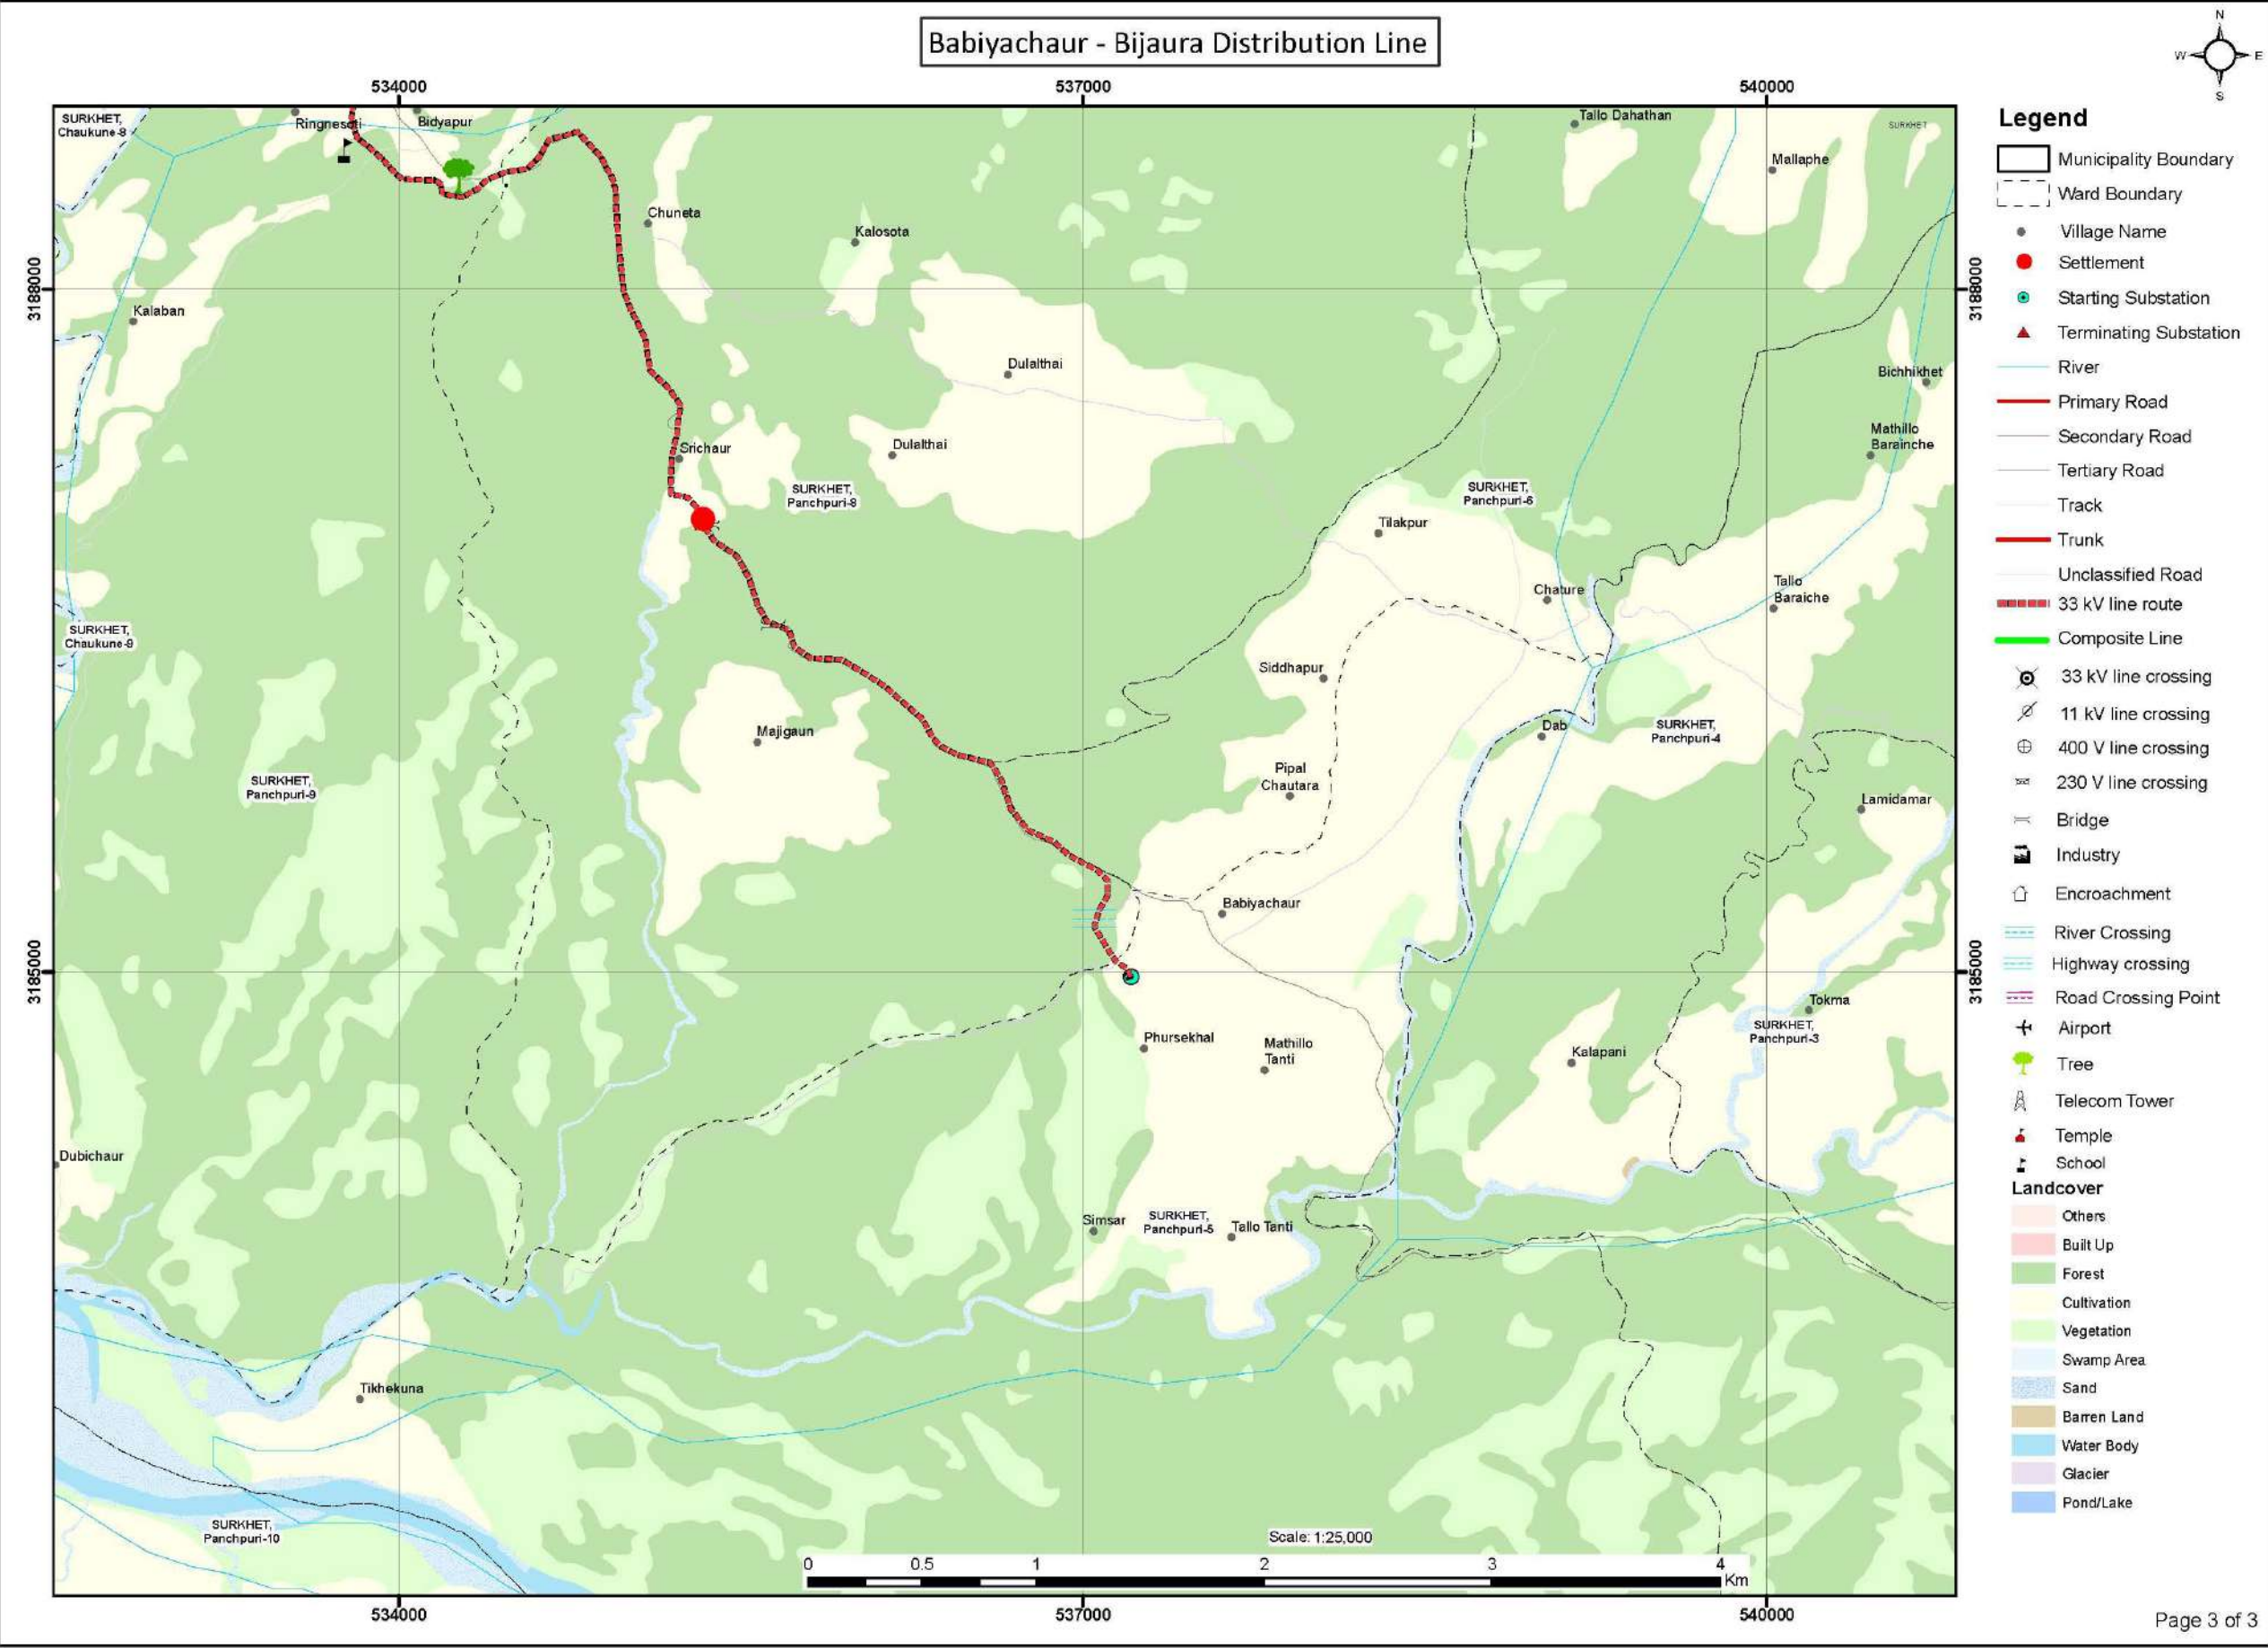 Babiyachaur - Bijaura Distribution Line
N
W
E
S
534000
537000
540000
3188000
3188000
3185000
3185000
534000
537000
540000
SURKHET,
Chaukune-8
Ringnesoti
Bidyapur
Tallo Dahathan
SURKHET
Mallaphe
Chuneta
Kalosota
Kalaban
Dulalthai
Bichhikhet
Mathillo
Barainche
Srichaur
Dulalthai
SURKHET,
Panchpuri-8
SURKHET,
Panchpuri-6
Tilakpur
Chature
Tallo
Baraiche
SURKHET,
Chaukune-9
Siddhapur
Majigaun
Dab
SURKHET,
Panchpuri-4
SURKHET,
Panchpuri-9
Pipal
Chautara
Lamidamar
Babiyachaur
Tokma
SURKHET,
Panchpuri-3
Phursekhal
Mathillo
Tanti
Kalapani
Dubichaur
Simsar
SURKHET,
Panchpuri-5
Tallo Tanti
Tikhekuna
SURKHET,
Panchpuri-10
Scale: 1:25,000
0
0.5
1
2
3
4
Km
Legend
Municipality Boundary
Ward Boundary
Village Name
Settlement
Starting Substation
Terminating Substation
River
Primary Road
Secondary Road
Tertiary Road
Track
Trunk
Unclassified Road
33 kV line route
Composite Line
33 kV line crossing
11 kV line crossing
400 V line crossing
230 V line crossing
Bridge
Industry
Encroachment
River Crossing
Highway crossing
Road Crossing Point
Airport
Tree
Telecom Tower
Temple
School
Landcover
Others
Built Up
Forest
Cultivation
Vegetation
Swamp Area
Sand
Barren Land
Water Body
Glacier
Pond/Lake
Page 3 of 3